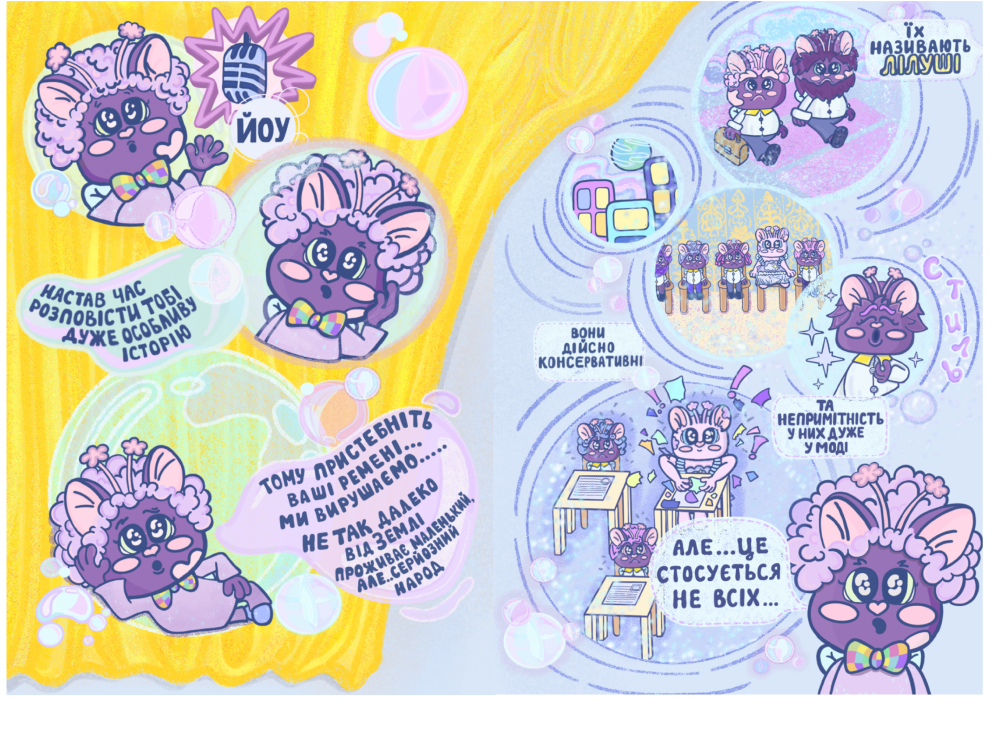 ЙОУ
НАСТАВ ЧАС
РОЗПОВІСТИ ТОБІ
ДУЖЕ ОСОБЛИВУ
ІСТОРІЮ
ТОМУ ПРИСТЕБНІТЬ
ВАШІ РЕМЕНІ...
МИ ВИРУШАЄМО.....
НЕ ТАК ДАЛЕКО
ВІД ЗЕМЛІ
ПРОЖИВАЄ МАЛЕНЬКИЙ,
АЛЕ..СЕРЙОЗНИЙ
НАРОД
ЇХ
НАЗИВАЮТЬ
ЛІЛУШІ
ВОНИ
ДІЙСНО
КОНСЕРВАТИВНІ
СТИЛЬ
ТА
НЕПРИМІТНІСТЬ
У НИХ ДУЖЕ
У МОДІ
АЛЕ...ЦЕ
СТОСУЄТЬСЯ
НЕ ВСІХ...